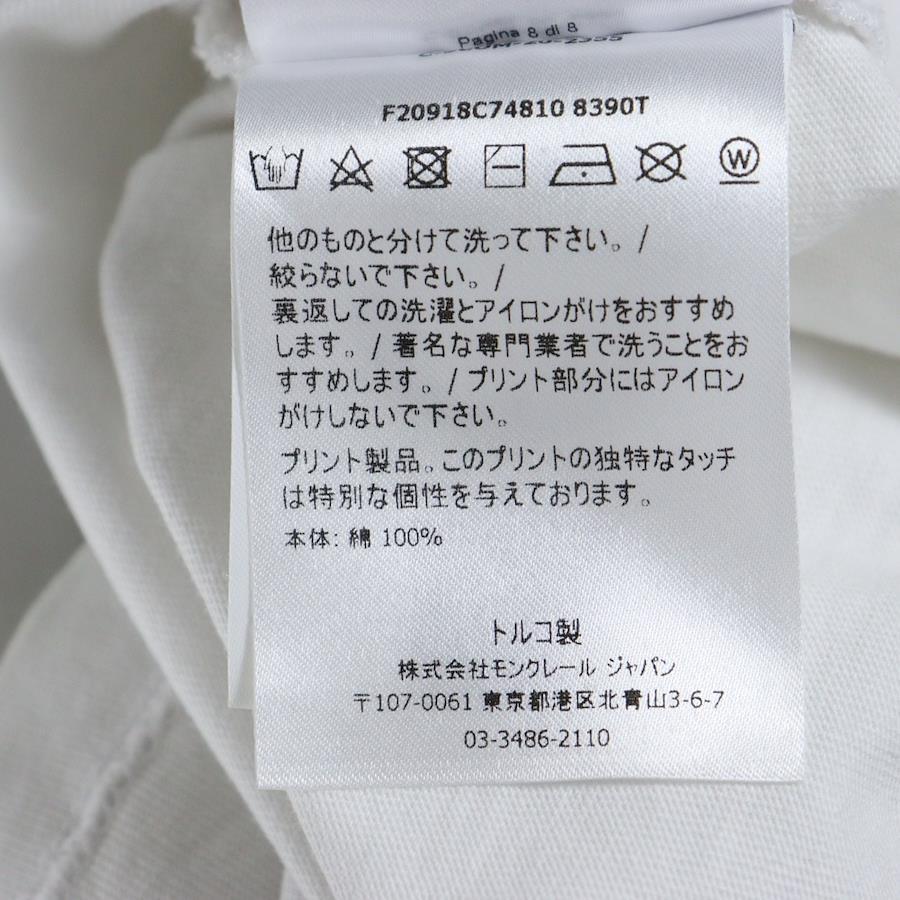 Pagina 8 di 8
F20918C74810 8390T
W
他のものと分けて洗って下さい。/
絞らないで下さい。/
裏返しての洗濯とアイロンがけをおすすめ
します。/ 著名な専門業者で洗うことをお
すすめします。/ プリント部分にはアイロン
がけしないで下さい。
プリント製品。このプリントの独特なタッチ
は特別な個性を与えております。
本体: 綿 100%
トルコ製
株式会社モンクレール ジャパン
〒107-0061 東京都港区北青山3-6-7
03-3486-2110